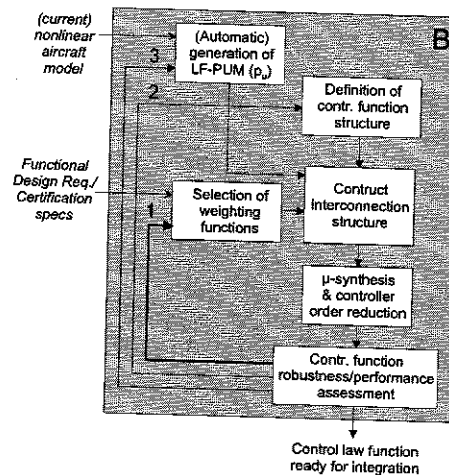 (current)
nonlinear
aircraft
model
B
(Automatic)
generation of
LF-PUM (pu)
3
2
Definition of
contr. function
structure
Functional
Design Req./
Certification
specs
1
Selection of
weighting
functions
Contruct
Interconnection
structure
μ-synthesis
& controller
order reduction
Contr. function
robustness/performance
assessment
Control law function
ready for integration